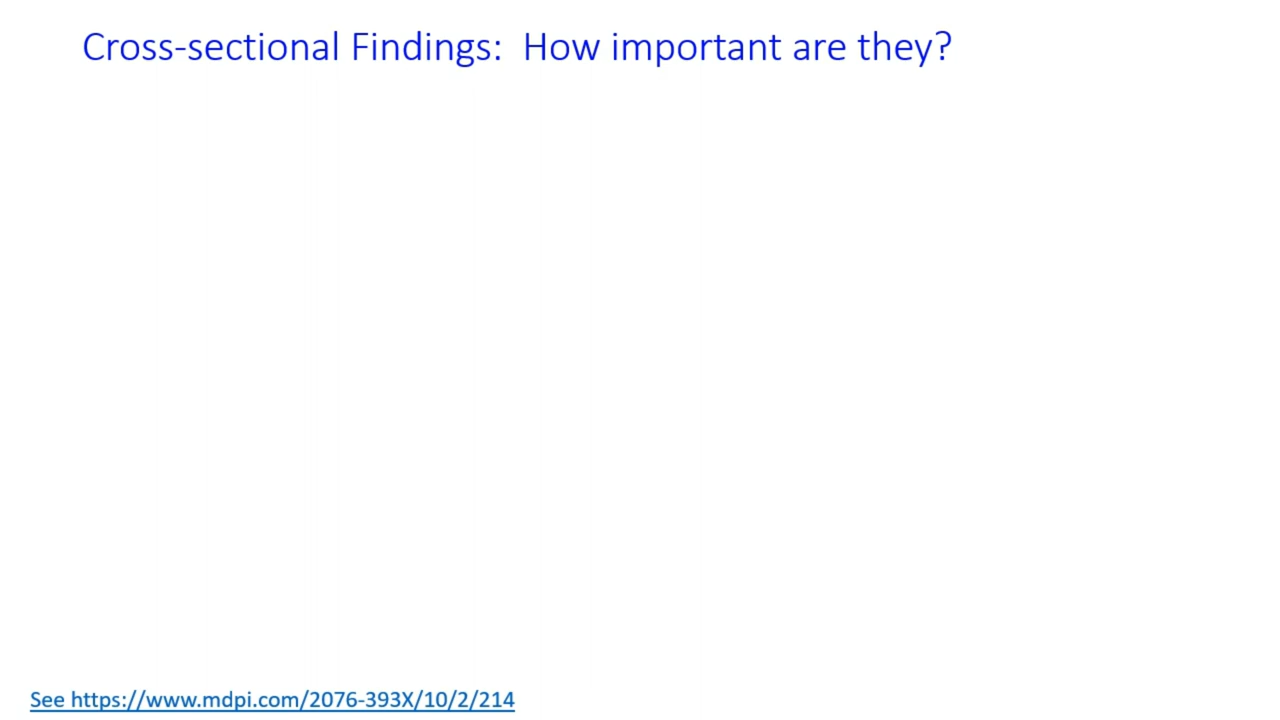 Cross-sectional Findings:  How important are they?
See https://www.mdpi.com/2076-393X/10/2/214